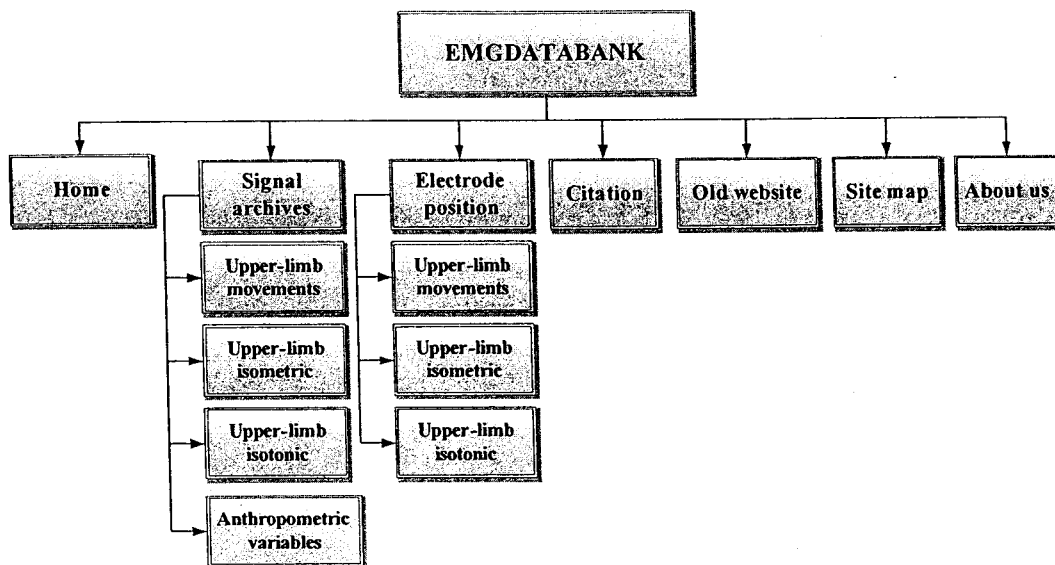 EMGDATABANK
Home
Signal
archives
Electrode
position
Citation
Old website
Site map
About us
Upper-limb
movements
Upper-limb
movements
Upper-limb
isometric
Upper-limb
isometric
Upper-limb
isotonic
Upper-limb
isotonic
Anthropometric
variables